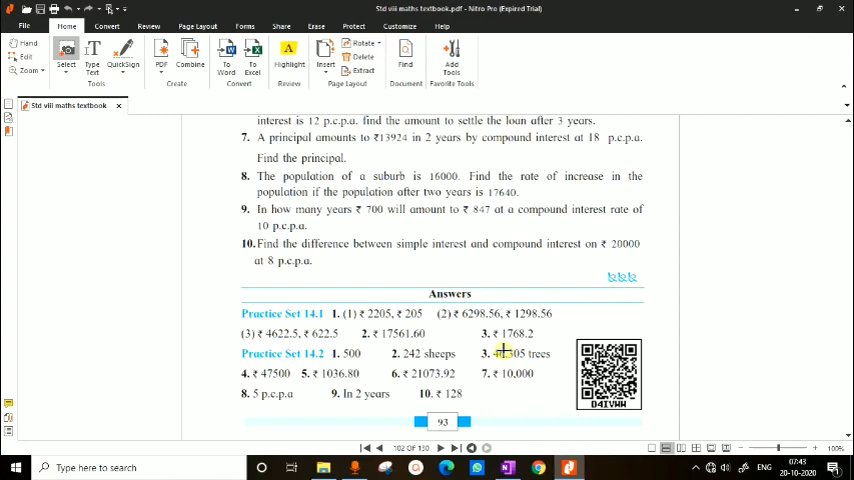 Std viii maths textbook.pdf - Nitro Pro (Expired Trial)
File Home Convert Review Page Layout Forms Share Erase Protect Customize Help
Hand Edit Zoom Select Type Text QuickSign PDF Combine To Word To Excel Highlight Insert Rotate Delete Extract Find Add Tools
Tools Create Convert Review Page Layout Document Favorite Tools
Std viii maths textbook
interest is 12 p.c.p.a. find the amount to settle the loan after 3 years.
7. A principal amounts to ₹13924 in 2 years by compound interest at 18 p.c.p.a.
Find the principal.
8. The population of a suburb is 16000. Find the rate of increase in the
population if the population after two years is 17640.
9. In how many years ₹ 700 will amount to ₹ 847 at a compound interest rate of
10 p.c.p.a.
10. Find the difference between simple interest and compound interest on ₹ 20000
at 8 p.c.p.a.
Answers
Practice Set 14.1 1. (1) ₹ 2205, ₹ 205 (2) ₹ 6298.56, ₹ 1298.56
(3) ₹ 4622.5, ₹ 622.5 2. ₹ 17561.60 3. ₹ 1768.2
Practice Set 14.2 1. 500 2. 242 sheeps 3. trees
4. ₹ 47500 5. ₹ 1036.80 6. ₹ 21073.92 7. ₹ 10,000
8. 5 p.c.p.a 9. In 2 years 10. ₹ 128
B4IVWW
93
102 OF 130 100%
Type here to search ENG 07:43
20-10-2020